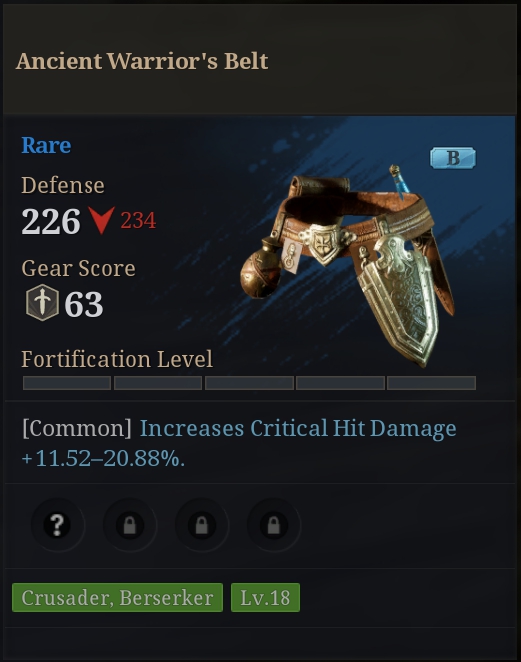 Ancient Warrior's Belt
Rare
B
Defense
226 234
Gear Score
63
Fortification Level
[Common] Increases Critical Hit Damage
+11.52–20.88%.
?
Crusader, Berserker Lv.18